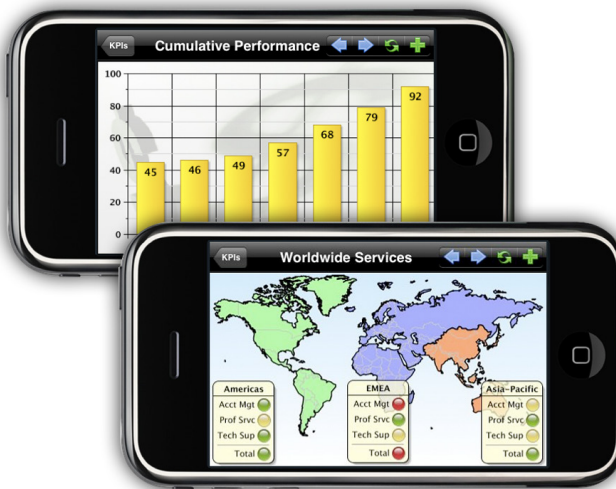 KPIs
Cumulative Performance
100
80
60
40
20
0
45
46
49
57
68
79
92
KPIs
Worldwide Services
Americas
Acct Mgt
Prof Srvc
Tech Sup
Total
EMEA
Acct Mgt
Prof Srvc
Tech Sup
Total
Asia-Pacific
Acct Mgt
Prof Srvc
Tech Sup
Total